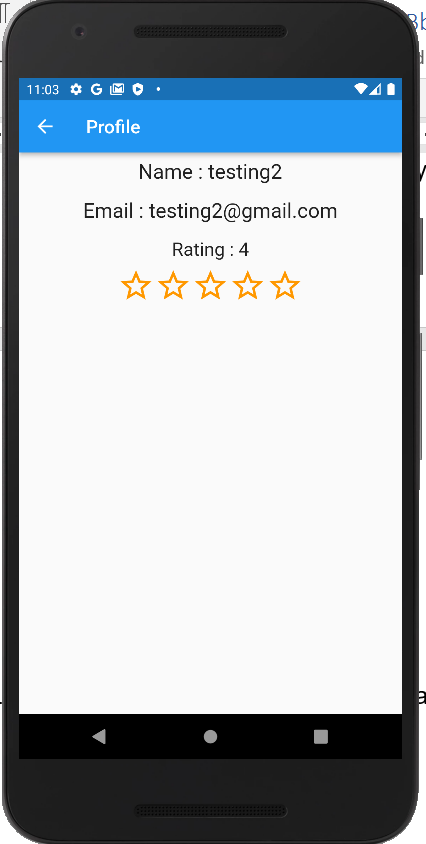 11:03
Profile
Name : testing2
Email : testing2@gmail.com
Rating : 4